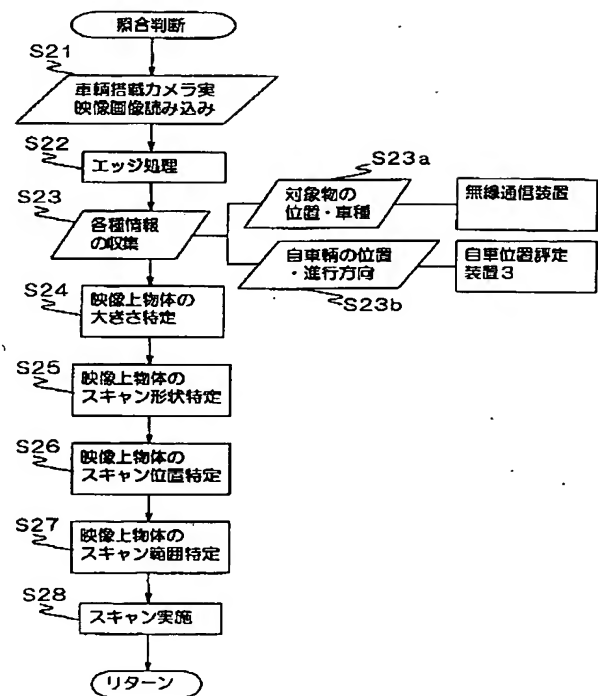 照合判断
S21
車輌搭載カメラ実
映像画像読み込み
S22
エッジ処理
S23
各種情報
の収集
S23a
対象物の
位置・車種
無線通信装置
自車輌の位置
・進行方向
S23b
自車位置評定
装置3
S24
映像上物体の
大きさ特定
S25
映像上物体の
スキャン形状特定
S26
映像上物体の
スキャン位置特定
S27
映像上物体の
スキャン範囲特定
S28
スキャン実施
リターン